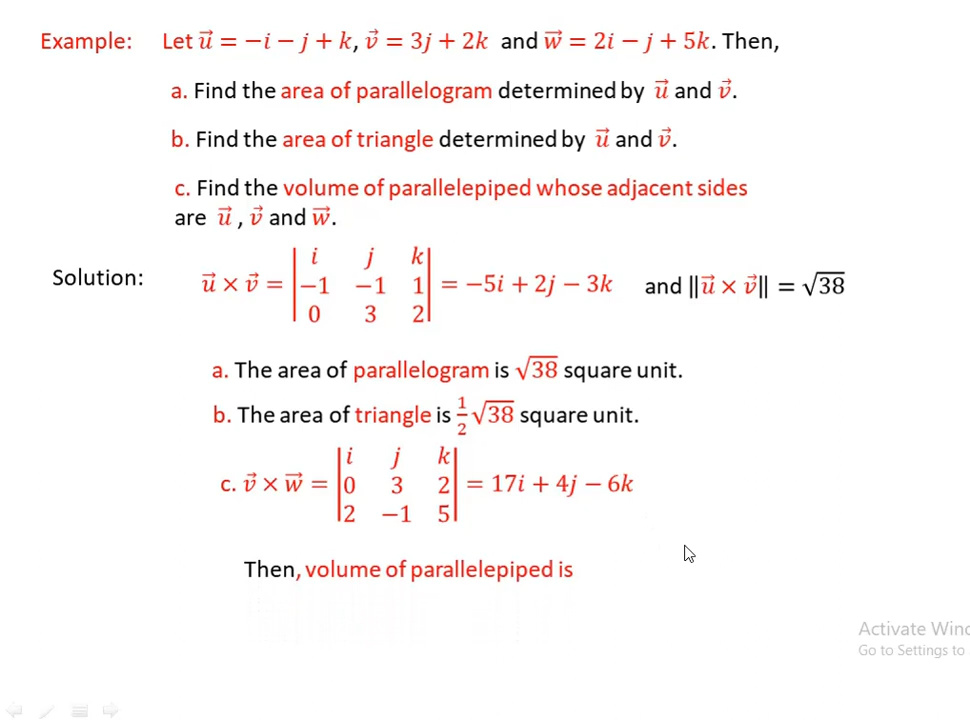 Example: Let u⃗ = −i − j + k, v⃗ = 3j + 2k and w⃗ = 2i − j + 5k. Then,
a. Find the area of parallelogram determined by u⃗ and v⃗.
b. Find the area of triangle determined by u⃗ and v⃗.
c. Find the volume of parallelepiped whose adjacent sides
are u⃗ , v⃗ and w⃗.
Solution: u⃗ × v⃗ = |i j k; −1 −1 1; 0 3 2| = −5i + 2j − 3k and ‖u⃗ × v⃗‖ = √38
a. The area of parallelogram is √38 square unit.
b. The area of triangle is 1/2 √38 square unit.
c. v⃗ × w⃗ = |i j k; 0 3 2; 2 −1 5| = 17i + 4j − 6k
Then, volume of parallelepiped is
Activate Wind
Go to Settings to